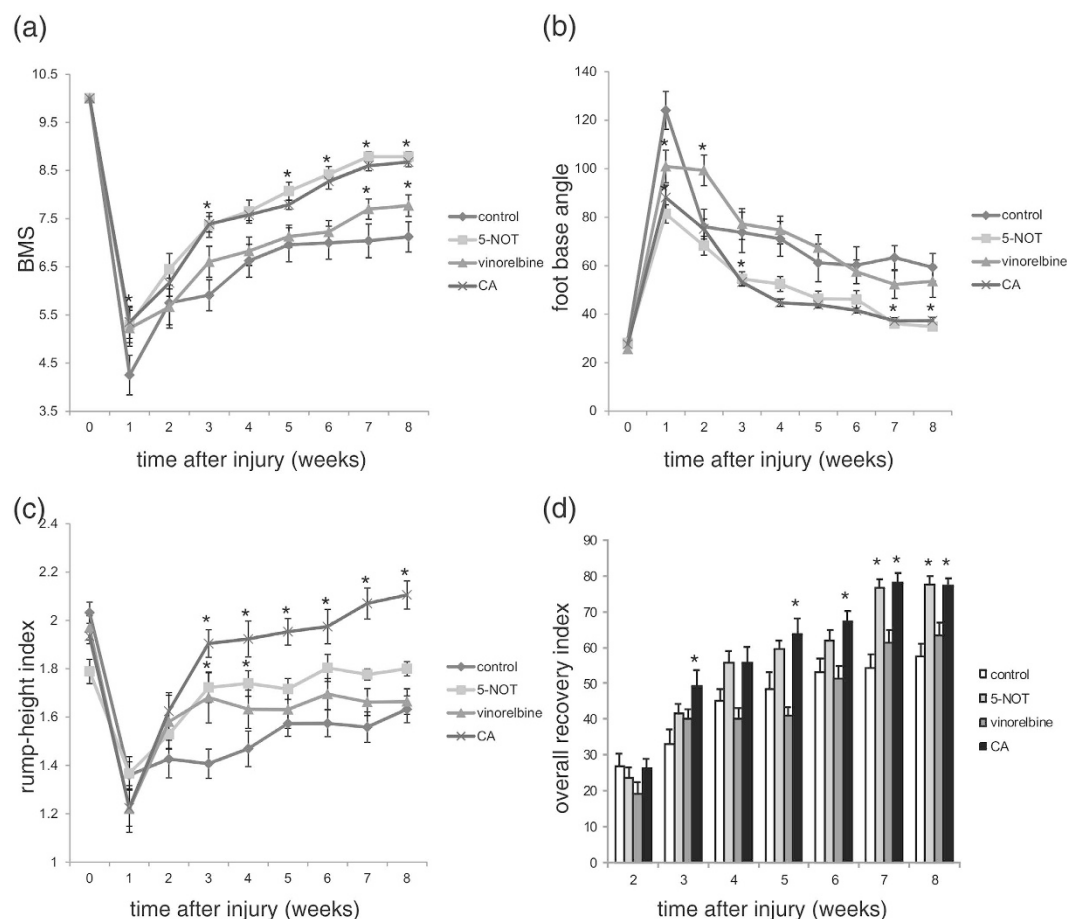 (a)
10.5
9.5
8.5
7.5
6.5
5.5
4.5
3.5
BMS
0 1 2 3 4 5 6 7 8
time after injury (weeks)
* * * * * * * *
control
5-NOT
vinorelbine
CA
(b)
140
120
100
80
60
40
20
0
foot base angle
0 1 2 3 4 5 6 7 8
time after injury (weeks)
* * * * * *
control
5-NOT
vinorelbine
CA
(c)
2.4
2.2
2
1.8
1.6
1.4
1.2
1
rump-height index
0 1 2 3 4 5 6 7 8
time after injury (weeks)
* * * * * *
* *
control
5-NOT
vinorelbine
CA
(d)
90
80
70
60
50
40
30
20
10
0
overall recovery index
2 3 4 5 6 7 8
time after injury (weeks)
* * * * * * *
control
5-NOT
vinorelbine
CA